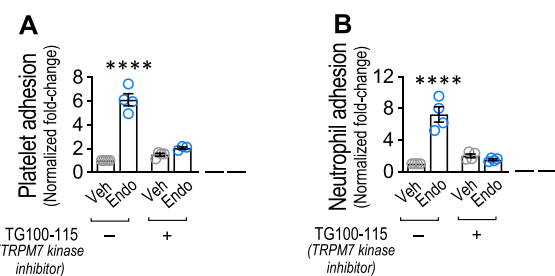 A
Platelet adhesion
(Normalized fold-change)
****
8
6
4
2
0
Veh Endo Veh Endo
TG100-115 – +
(TRPM7 kinase
inhibitor)
B
Neutrophil adhesion
(Normalized fold-change)
****
12
8
4
0
Veh Endo Veh Endo
TG100-115 – +
(TRPM7 kinase
inhibitor)